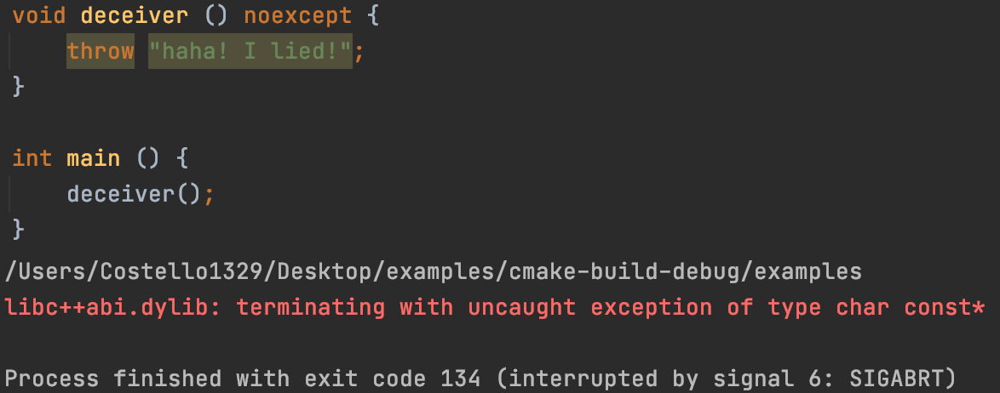 void deceiver () noexcept {
    throw "haha! I lied!";
}
int main () {
    deceiver();
}
/Users/Costello1329/Desktop/examples/cmake-build-debug/examples
libc++abi.dylib: terminating with uncaught exception of type char const*
Process finished with exit code 134 (interrupted by signal 6: SIGABRT)